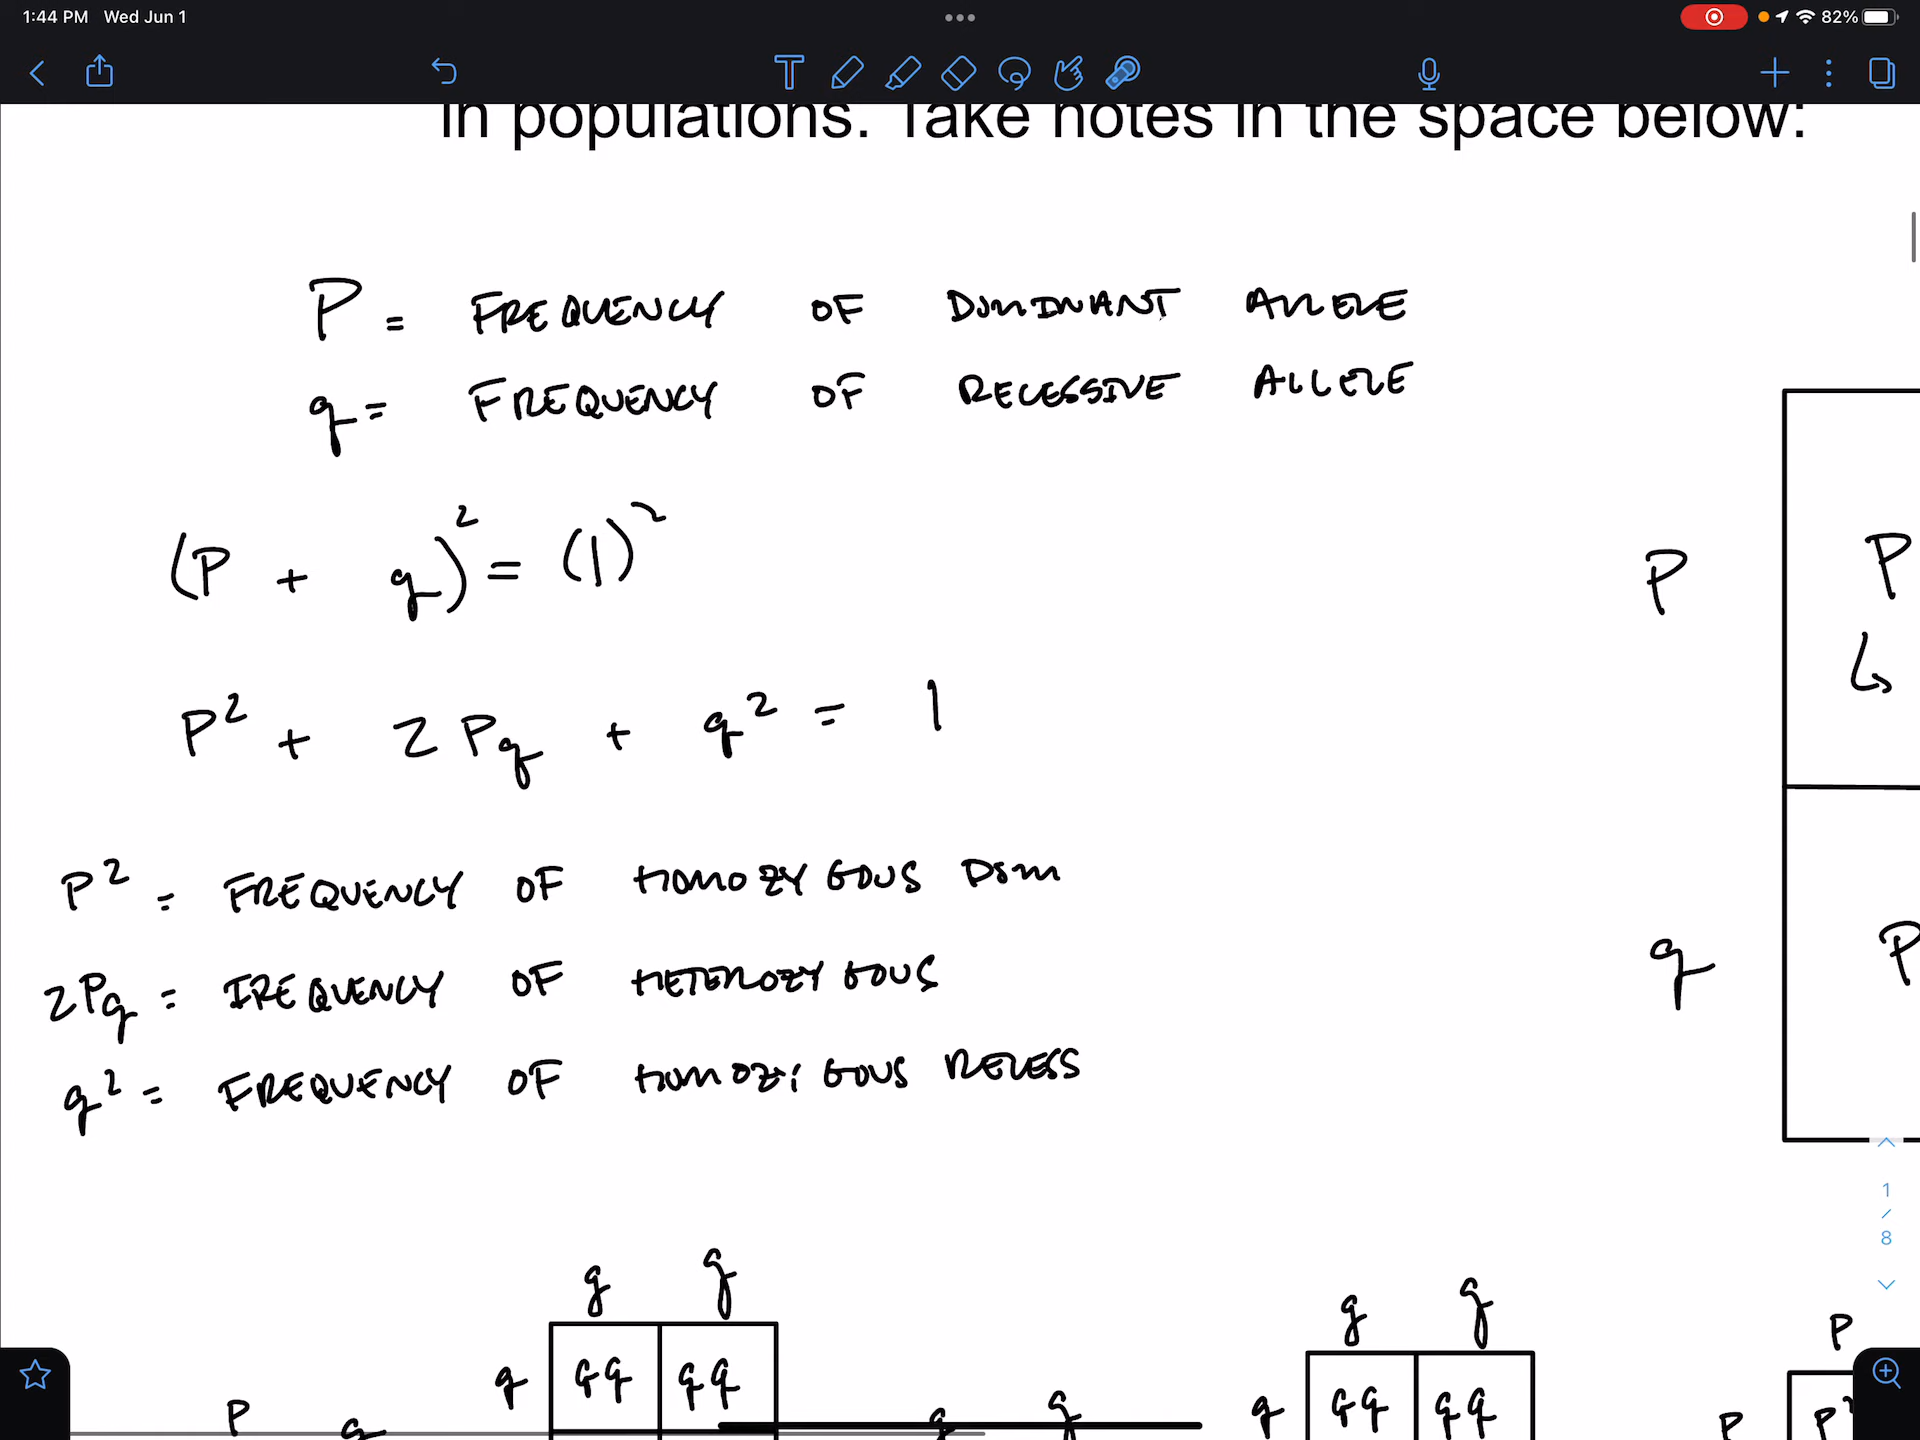 1:44 PM Wed Jun 1
82%
in populations. Take notes in the space below:
P = FREQUENCY OF DOMINANT ALLELE
q = FREQUENCY OF RECESSIVE ALLELE
(P + q)² = (1)²
P² + 2Pq + q² = 1
P² = FREQUENCY OF HOMOZYGOUS DOM
2Pq = FREQUENCY OF HETEROZYGOUS
q² = FREQUENCY OF HOMOZYGOUS RECESS
P P
q P
1
/
8
q q
q qq qq
P q
q q
q q
q qq qq
P
P P²